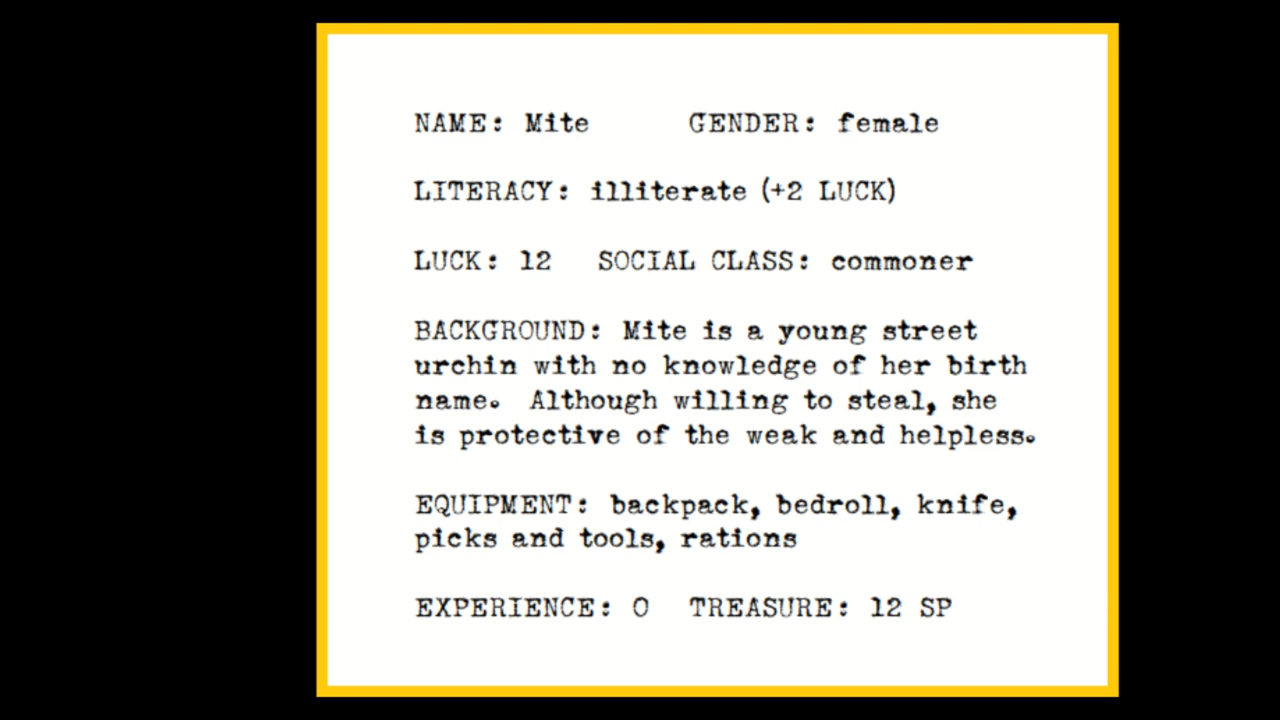 NAME: Mite GENDER: female
LITERACY: illiterate (+2 LUCK)
LUCK: 12 SOCIAL CLASS: commoner
BACKGROUND: Mite is a young street
urchin with no knowledge of her birth
name. Although willing to steal, she
is protective of the weak and helpless.
EQUIPMENT: backpack, bedroll, knife,
picks and tools, rations
EXPERIENCE: 0 TREASURE: 12 SP